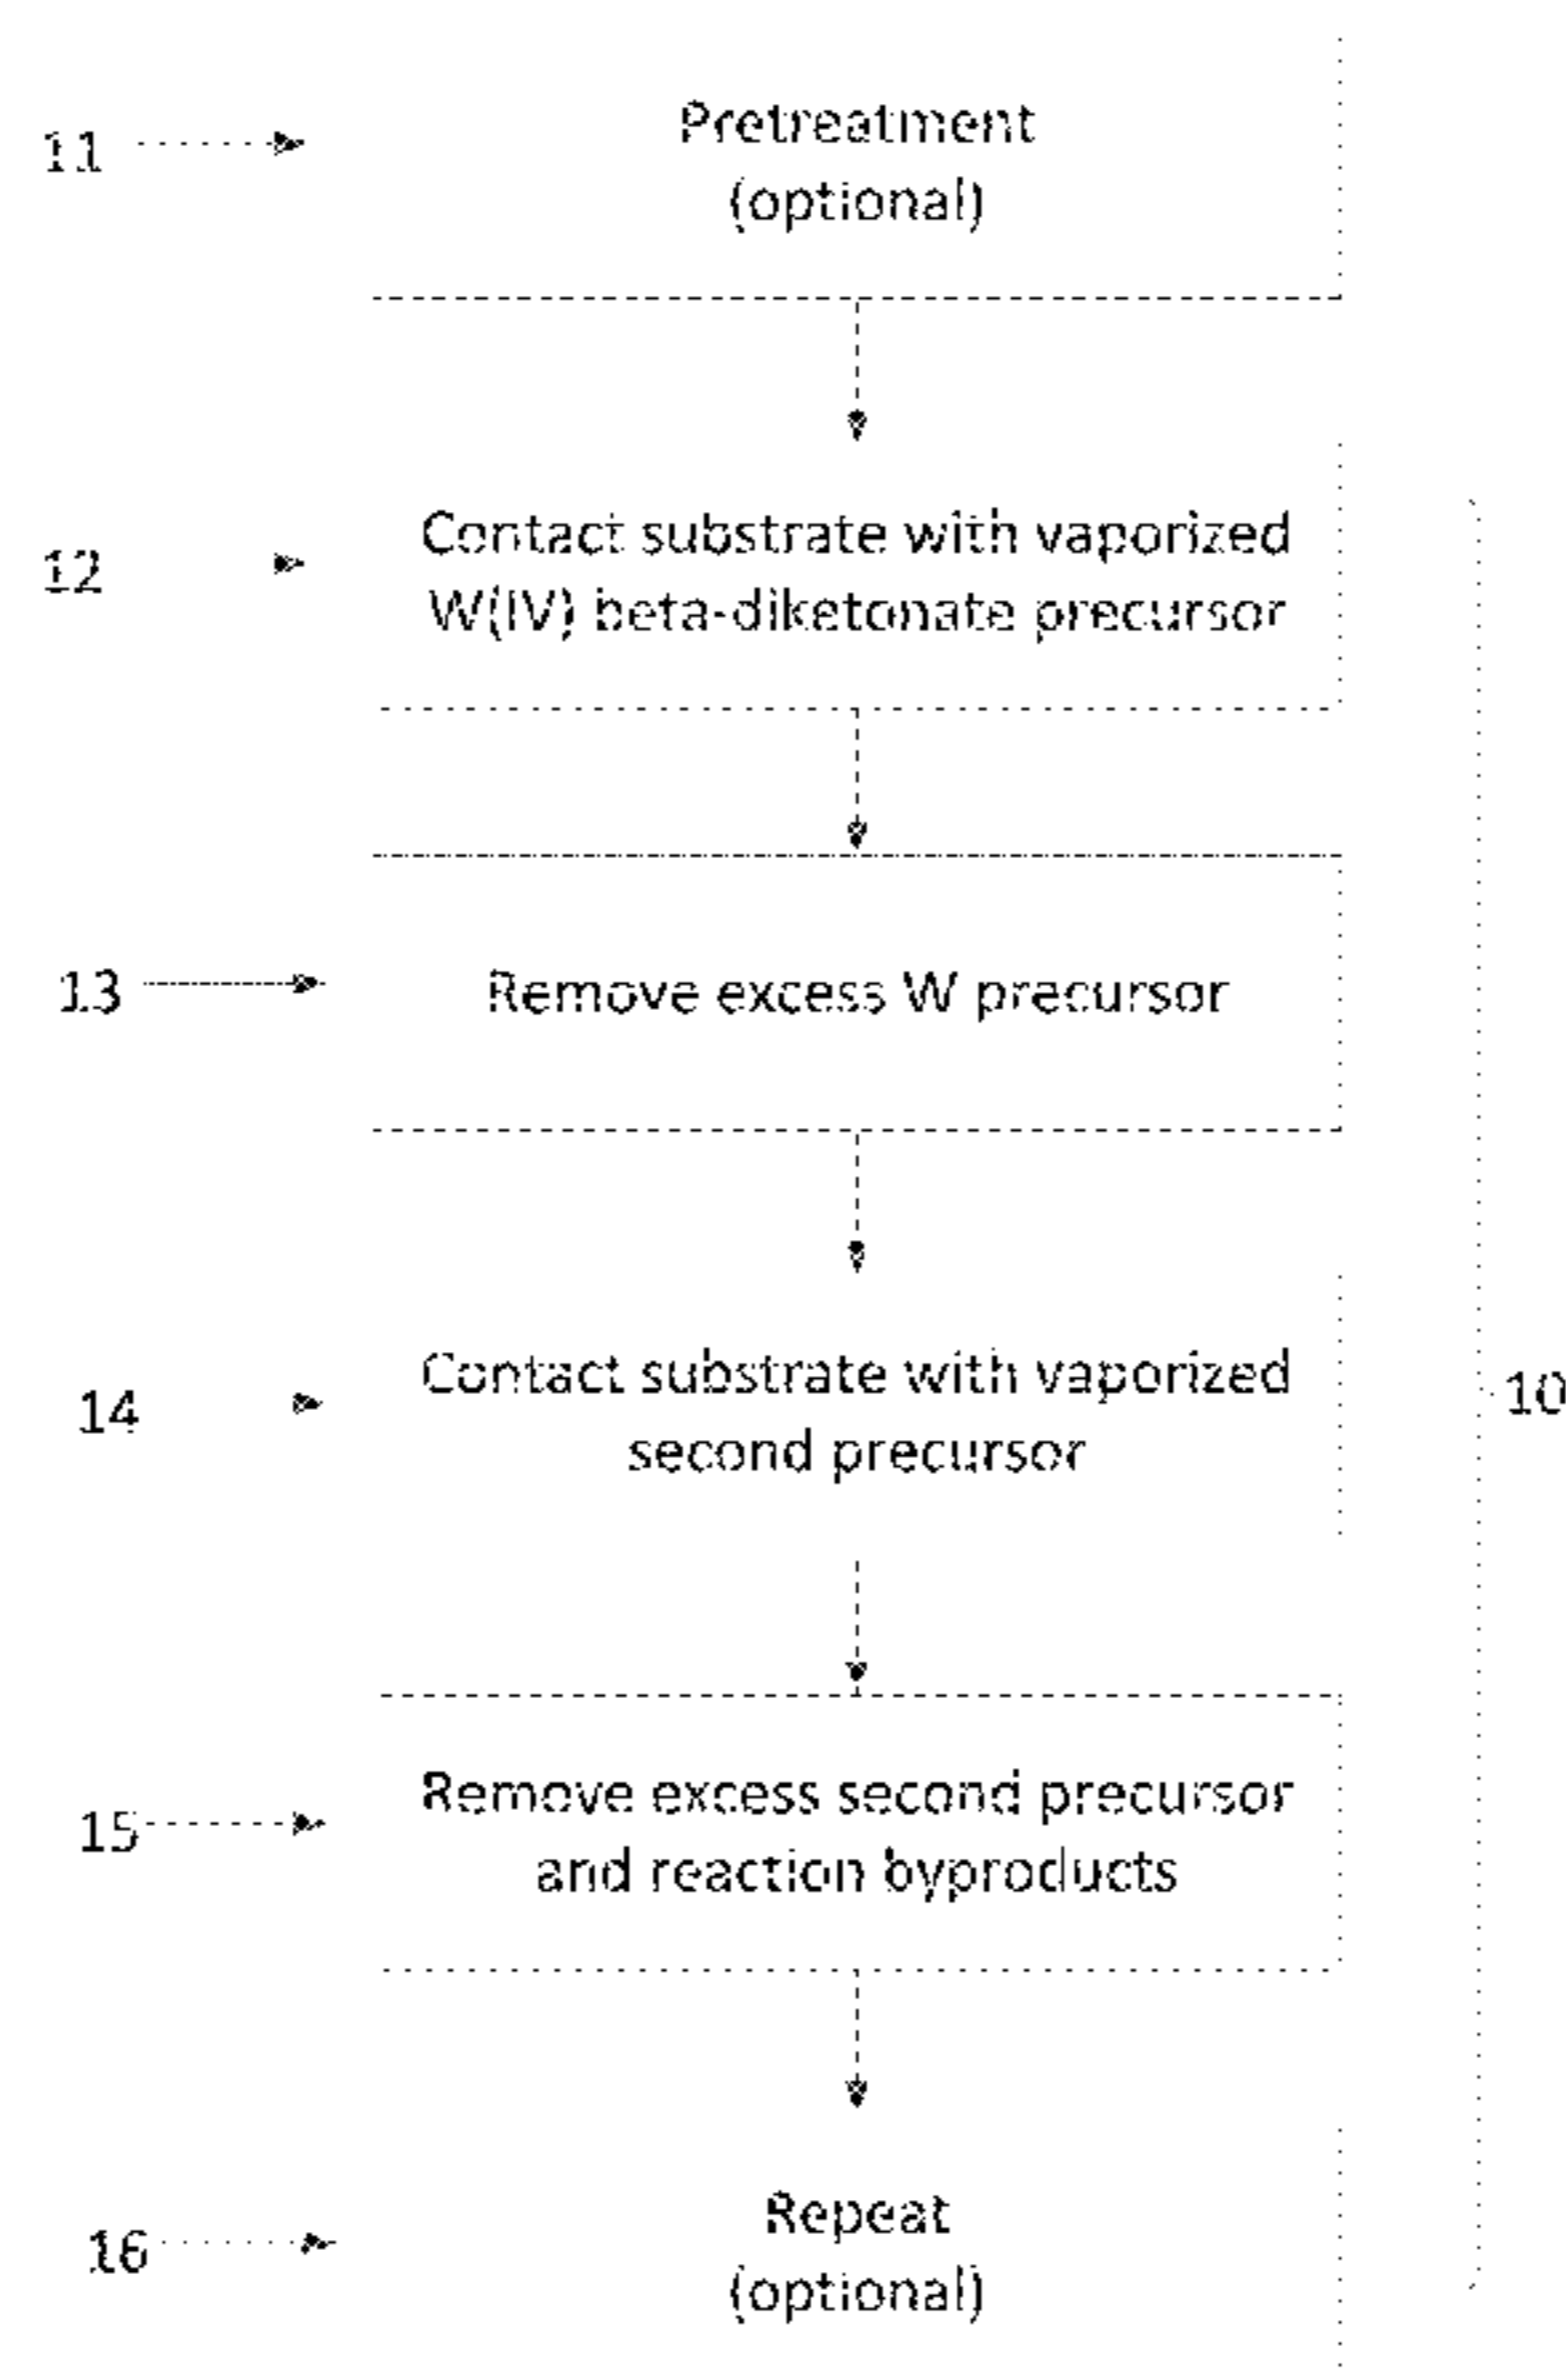 11
Pretreatment
(optional)
12
Contact substrate with vaporized
W(IV) beta-diketonate precursor
13
Remove excess W precursor
14
Contact substrate with vaporized
second precursor
10
15
Remove excess second precursor
and reaction byproducts
16
Repeat
(optional)